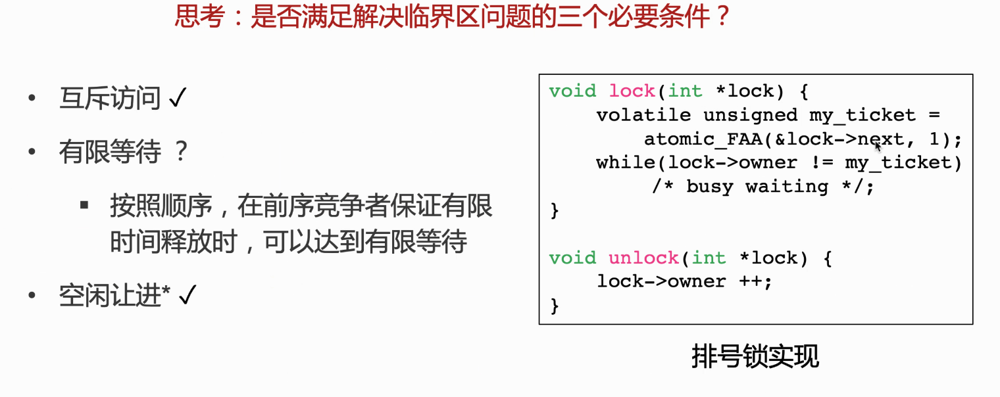 思考：是否满足解决临界区问题的三个必要条件？
• 互斥访问 ✓
• 有限等待 ？
▪ 按照顺序，在前序竞争者保证有限
时间释放时，可以达到有限等待
• 空闲让进* ✓
void lock(int *lock) {
volatile unsigned my_ticket =
atomic_FAA(&lock->next, 1);
while(lock->owner != my_ticket)
/* busy waiting */;
}
void unlock(int *lock) {
lock->owner ++;
}
排号锁实现